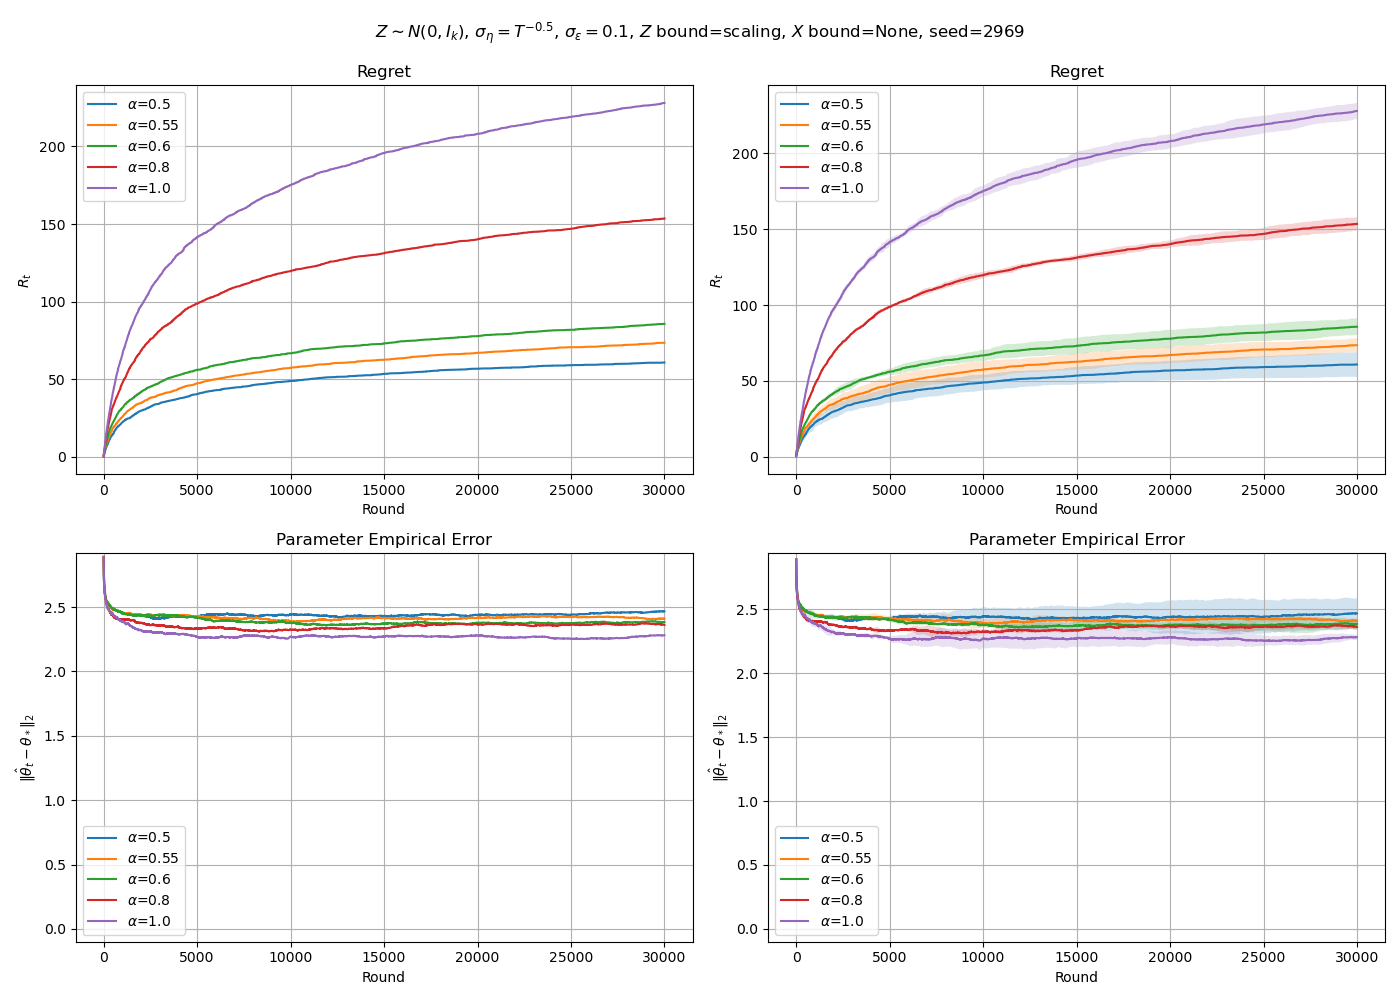 Z ∼ N(0, I_k), σ_η = T^{−0.5}, σ_ε = 0.1, Z bound=scaling, X bound=None, seed=2969
Regret
R_t
200
150
100
50
0
α=0.5
α=0.55
α=0.6
α=0.8
α=1.0
0 5000 10000 15000 20000 25000 30000
Round
Regret
R_t
200
150
100
50
0
α=0.5
α=0.55
α=0.6
α=0.8
α=1.0
0 5000 10000 15000 20000 25000 30000
Round
Parameter Empirical Error
‖θ̂_t − θ_*‖_2
2.5
2.0
1.5
1.0
0.5
0.0
α=0.5
α=0.55
α=0.6
α=0.8
α=1.0
0 5000 10000 15000 20000 25000 30000
Round
Parameter Empirical Error
‖θ̂_t − θ_*‖_2
2.5
2.0
1.5
1.0
0.5
0.0
α=0.5
α=0.55
α=0.6
α=0.8
α=1.0
0 5000 10000 15000 20000 25000 30000
Round